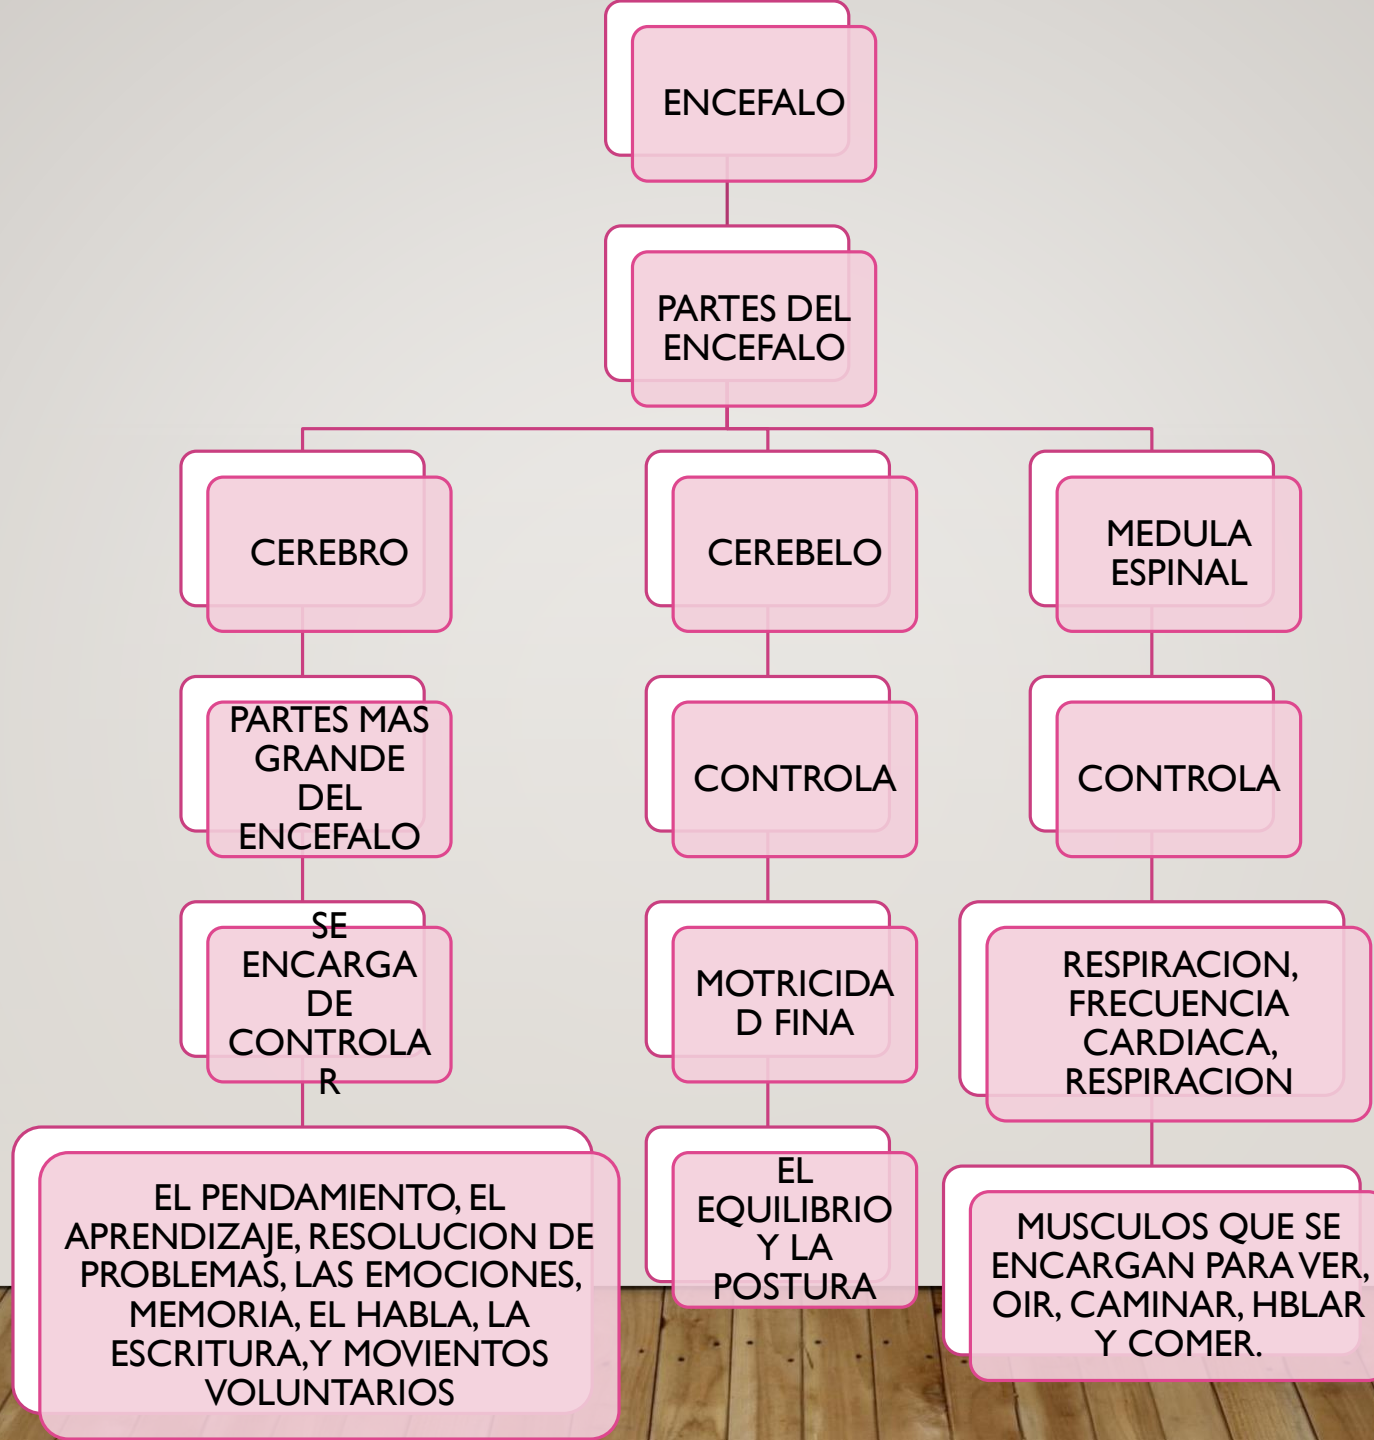 ENCEFALO
PARTES DEL
ENCEFALO
CEREBRO
PARTES MAS
GRANDE
DEL
ENCEFALO
SE
ENCARGA
DE
CONTROLA
R
EL PENDAMIENTO, EL
APRENDIZAJE, RESOLUCION DE
PROBLEMAS, LAS EMOCIONES,
MEMORIA, EL HABLA, LA
ESCRITURA, Y MOVIENTOS
VOLUNTARIOS
CEREBELO
CONTROLA
MOTRICIDA
D FINA
EL
EQUILIBRIO
Y LA
POSTURA
MEDULA
ESPINAL
CONTROLA
RESPIRACION,
FRECUENCIA
CARDIACA,
RESPIRACION
MUSCULOS QUE SE
ENCARGAN PARA VER,
OIR, CAMINAR, HBLAR
Y COMER.